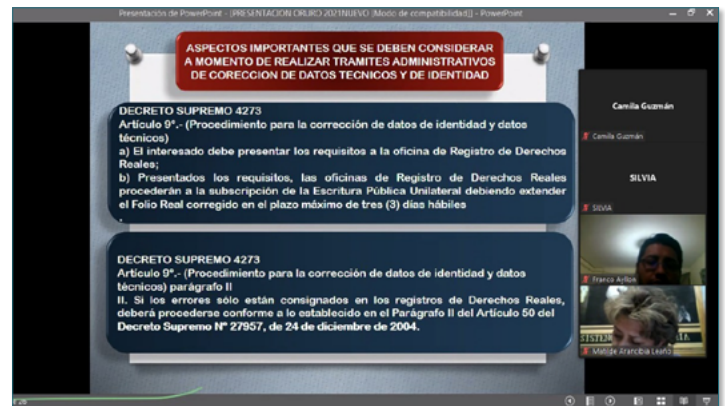 Presentación de PowerPoint - [PRESENTACION ORURO 2021NUEVO [Modo de compatibilidad]] - PowerPoint
ASPECTOS IMPORTANTES QUE SE DEBEN CONSIDERAR
A MOMENTO DE REALIZAR TRAMITES ADMINISTRATIVOS
DE CORECCION DE DATOS TECNICOS Y DE IDENTIDAD
DECRETO SUPREMO 4273
Artículo 9°.- (Procedimiento para la corrección de datos de identidad y datos
técnicos)
a) El interesado debe presentar los requisitos a la oficina de Registro de Derechos
Reales;
b) Presentados los requisitos, las oficinas de Registro de Derechos Reales
procederán a la subscripción de la Escritura Pública Unilateral debiendo extender
el Folio Real corregido en el plazo máximo de tres (3) días hábiles
.
DECRETO SUPREMO 4273
Artículo 9°.- (Procedimiento para la corrección de datos de identidad y datos
técnicos) parágrafo II
II. Si los errores sólo están consignados en los registros de Derechos Reales,
deberá procederse conforme a lo establecido en el Parágrafo II del Artículo 50 del
Decreto Supremo N° 27957, de 24 de diciembre de 2004.
Camila Guzmán
Camila Guzmán
SILVIA
SILVIA
Franco Ayllon
Matilde Arancibia Leaño